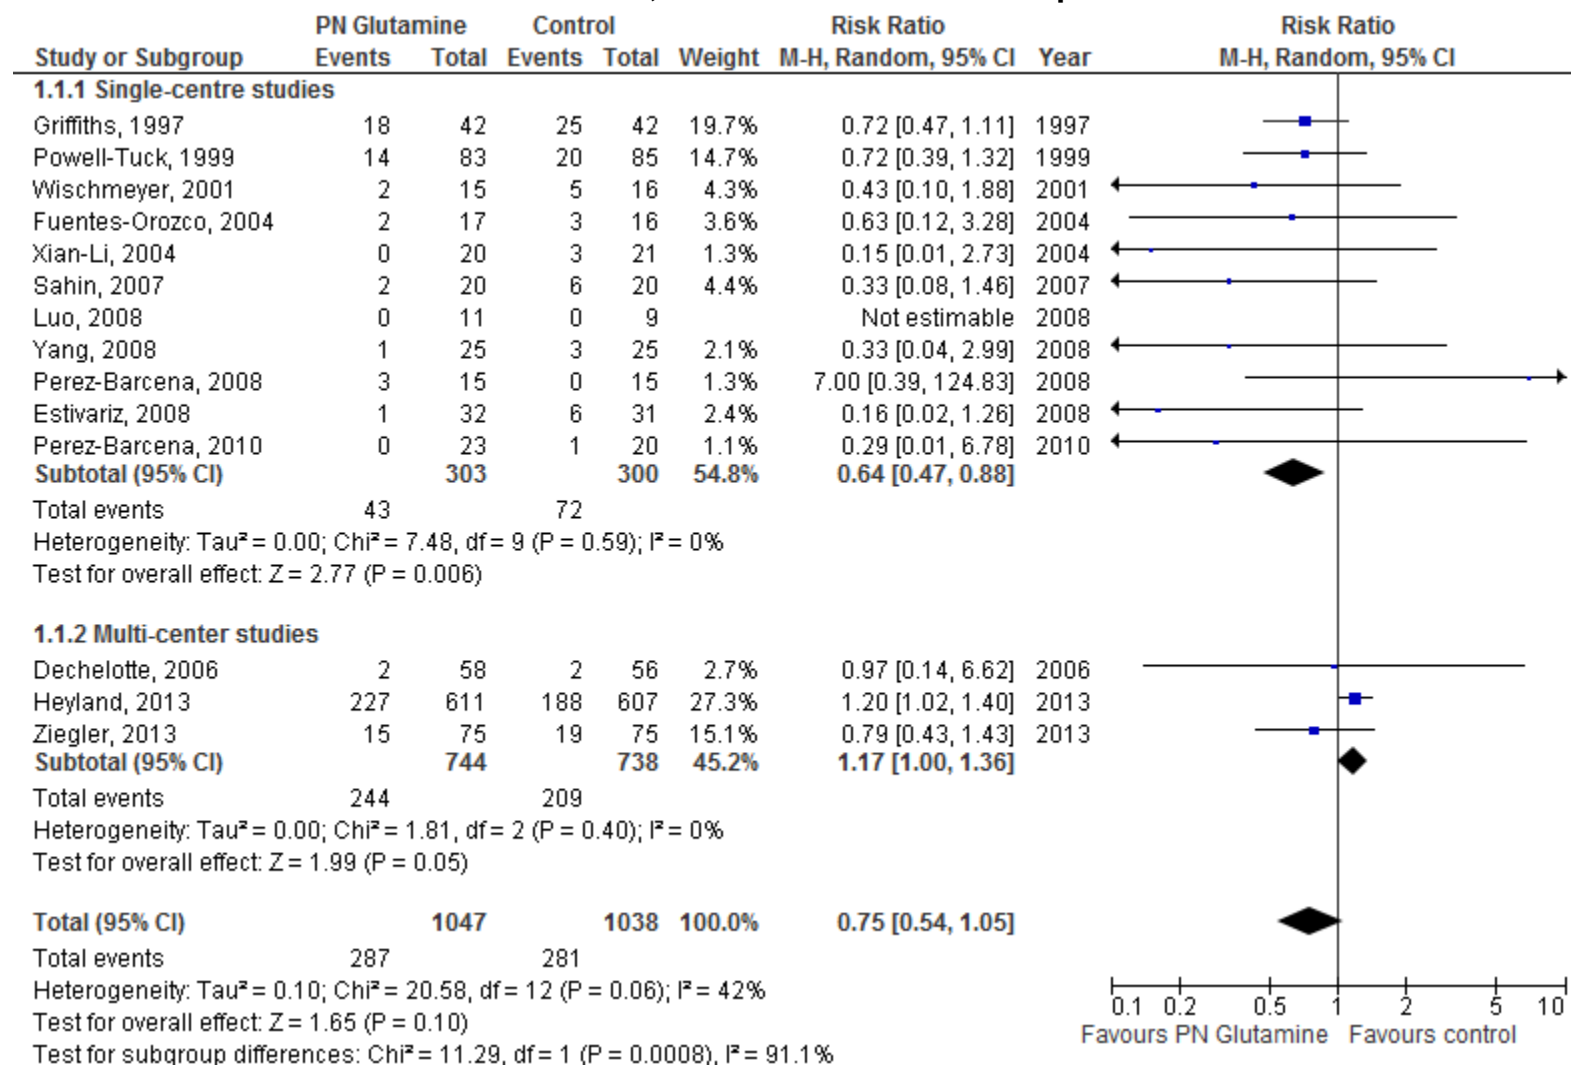 PN Glutamine Control Risk Ratio Risk Ratio
Study or Subgroup Events Total Events Total Weight M-H, Random, 95% CI Year M-H, Random, 95% CI
1.1.1 Single-centre studies
Griffiths, 1997 18 42 25 42 19.7% 0.72 [0.47, 1.11] 1997
Powell-Tuck, 1999 14 83 20 85 14.7% 0.72 [0.39, 1.32] 1999
Wischmeyer, 2001 2 15 5 16 4.3% 0.43 [0.10, 1.88] 2001
Fuentes-Orozco, 2004 2 17 3 16 3.6% 0.63 [0.12, 3.28] 2004
Xian-Li, 2004 0 20 3 21 1.3% 0.15 [0.01, 2.73] 2004
Sahin, 2007 2 20 6 20 4.4% 0.33 [0.08, 1.46] 2007
Luo, 2008 0 11 0 9 Not estimable 2008
Yang, 2008 1 25 3 25 2.1% 0.33 [0.04, 2.99] 2008
Perez-Barcena, 2008 3 15 0 15 1.3% 7.00 [0.39, 124.83] 2008
Estivariz, 2008 1 32 6 31 2.4% 0.16 [0.02, 1.26] 2008
Perez-Barcena, 2010 0 23 1 20 1.1% 0.29 [0.01, 6.78] 2010
Subtotal (95% CI) 303 300 54.8% 0.64 [0.47, 0.88]
Total events 43 72
Heterogeneity: Tau² = 0.00; Chi² = 7.48, df = 9 (P = 0.59); I² = 0%
Test for overall effect: Z = 2.77 (P = 0.006)
1.1.2 Multi-center studies
Dechelotte, 2006 2 58 2 56 2.7% 0.97 [0.14, 6.62] 2006
Heyland, 2013 227 611 188 607 27.3% 1.20 [1.02, 1.40] 2013
Ziegler, 2013 15 75 19 75 15.1% 0.79 [0.43, 1.43] 2013
Subtotal (95% CI) 744 738 45.2% 1.17 [1.00, 1.36]
Total events 244 209
Heterogeneity: Tau² = 0.00; Chi² = 1.81, df = 2 (P = 0.40); I² = 0%
Test for overall effect: Z = 1.99 (P = 0.05)
Total (95% CI) 1047 1038 100.0% 0.75 [0.54, 1.05]
Total events 287 281
Heterogeneity: Tau² = 0.10; Chi² = 20.58, df = 12 (P = 0.06); I² = 42%
Test for overall effect: Z = 1.65 (P = 0.10)
Test for subgroup differences: Chi² = 11.29, df = 1 (P = 0.0008), I² = 91.1%
0.1 0.2 0.5 1 2 5 10
Favours PN Glutamine Favours control